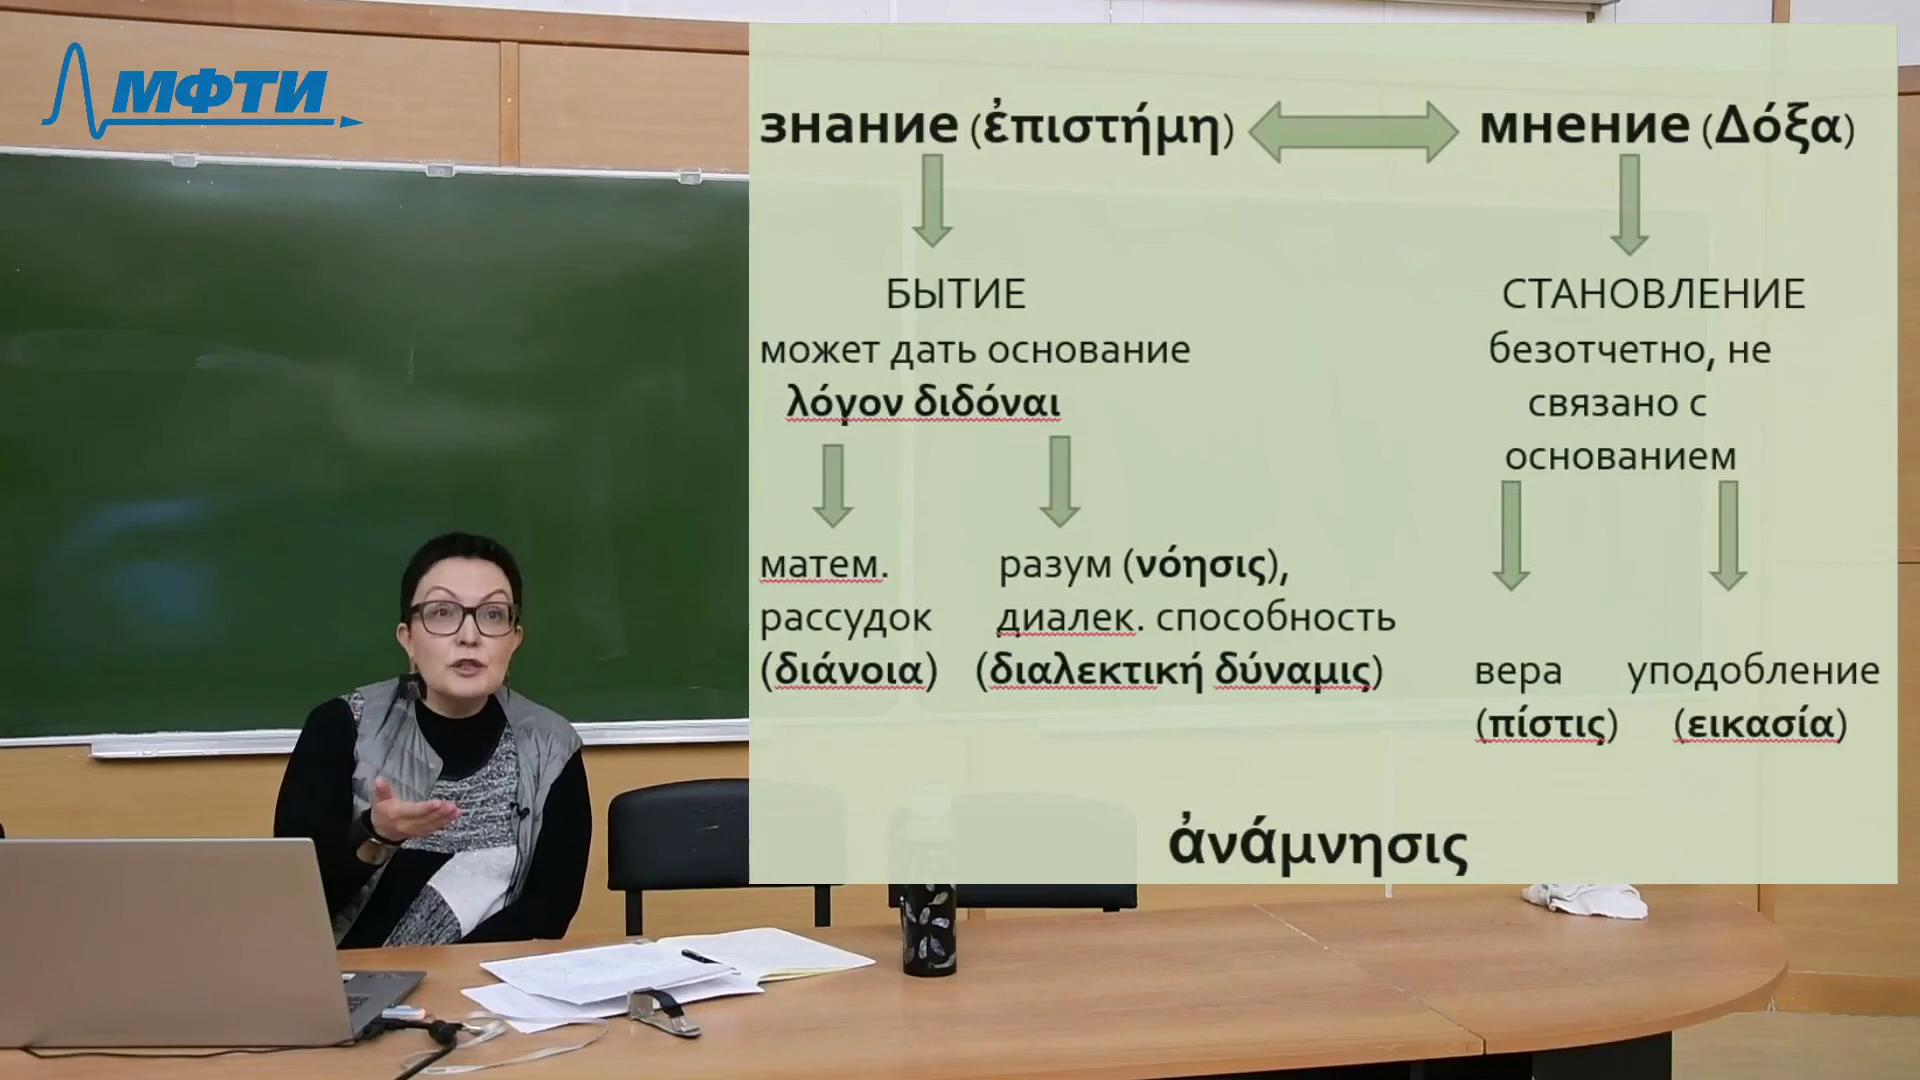 МФТИ
знание (ἐπιστήμη)
мнение (Δόξα)
БЫТИЕ
может дать основание
λόγον διδόναι
СТАНОВЛЕНИЕ
безотчетно, не
связано с
основанием
матем.
рассудок
(διάνοια)
разум (νόησις),
диалек. способность
(διαλεκτική δύναμις)
вера
(πίστις)
уподобление
(εικασία)
ἀνάμνησις